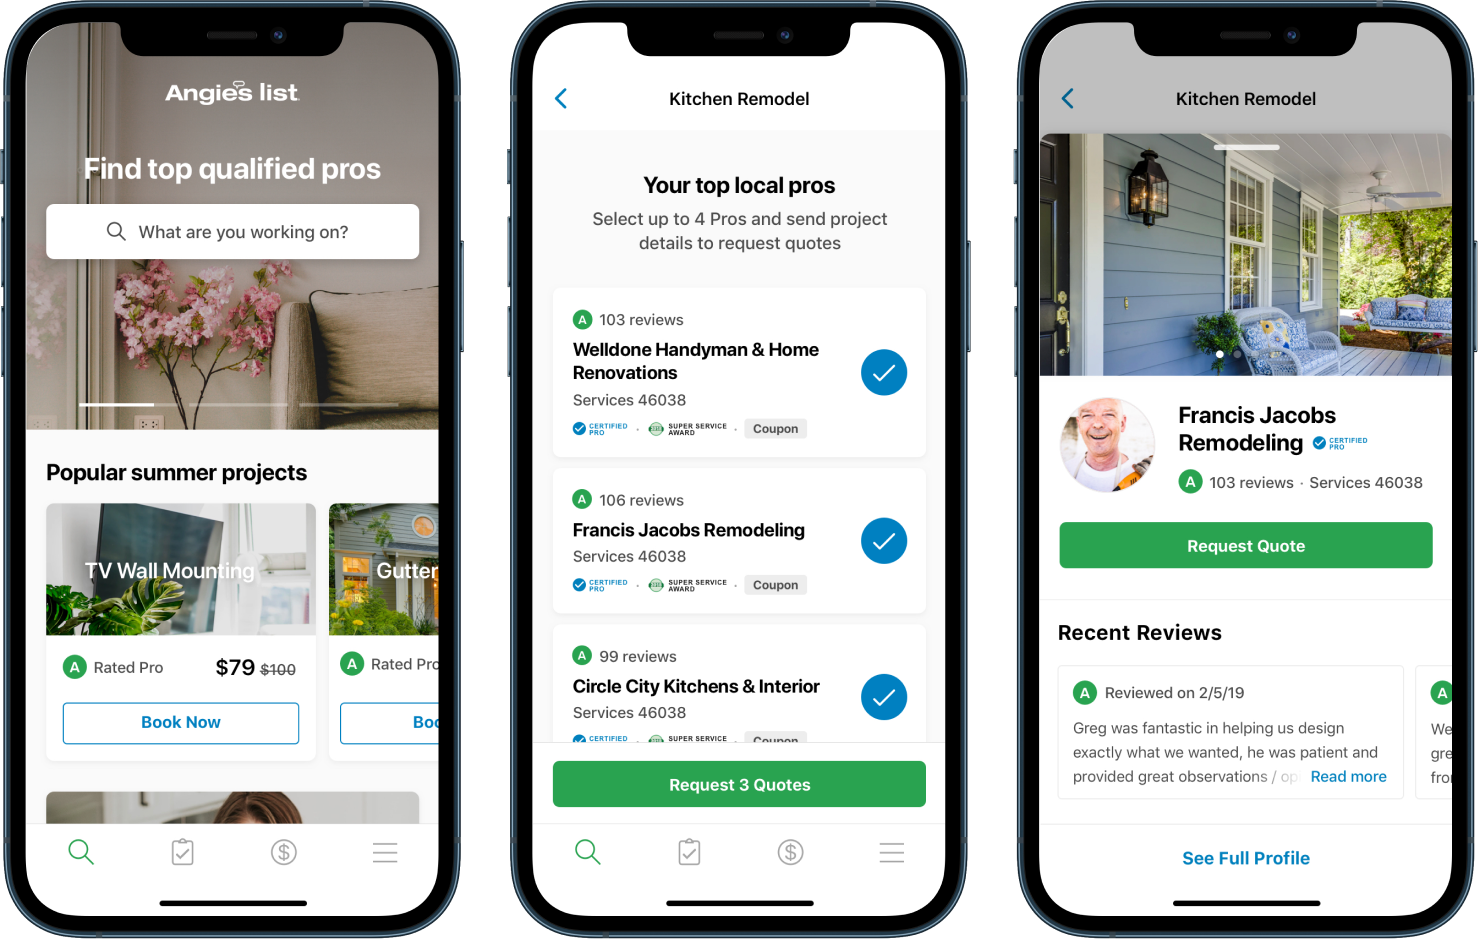 Angie's list
Find top qualified pros
What are you working on?
Popular summer projects
TV Wall Mounting
Gutter
A Rated Pro $79 $100
A Rated Pro
Book Now
Boo
Kitchen Remodel
Your top local pros
Select up to 4 Pros and send project
details to request quotes
A 103 reviews
Welldone Handyman & Home
Renovations
Services 46038
CERTIFIED
PRO
· SUPER SERVICE
AWARD
· Coupon
A 106 reviews
Francis Jacobs Remodeling
Services 46038
CERTIFIED
PRO
· SUPER SERVICE
AWARD
· Coupon
A 99 reviews
Circle City Kitchens & Interior
Services 46038
CERTIFIED
PRO
· SUPER SERVICE
AWARD
· Coupon
Request 3 Quotes
Kitchen Remodel
Francis Jacobs
Remodeling
CERTIFIED
PRO
A 103 reviews · Services 46038
Request Quote
Recent Reviews
A Reviewed on 2/5/19
Greg was fantastic in helping us design
exactly what we wanted, he was patient and
provided great observations / op Read more
A
We
gre
fror
See Full Profile